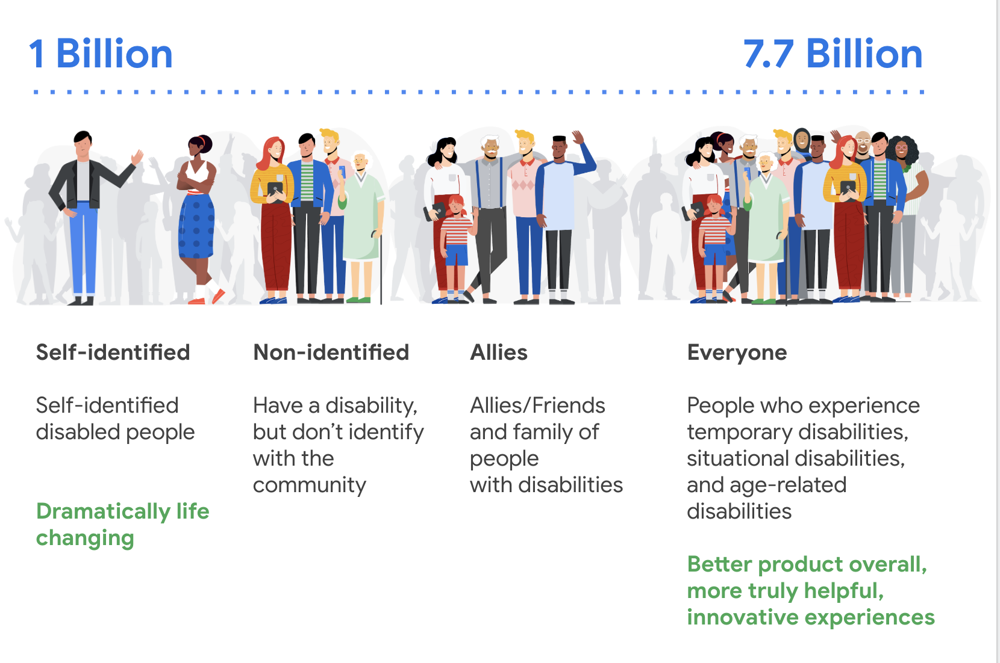 1 Billion
7.7 Billion
Self-identified
Self-identified
disabled people
Dramatically life
changing
Non-identified
Have a disability,
but don’t identify
with the
community
Allies
Allies/Friends
and family of
people
with disabilities
Everyone
People who experience
temporary disabilities,
situational disabilities,
and age-related
disabilities
Better product overall,
more truly helpful,
innovative experiences